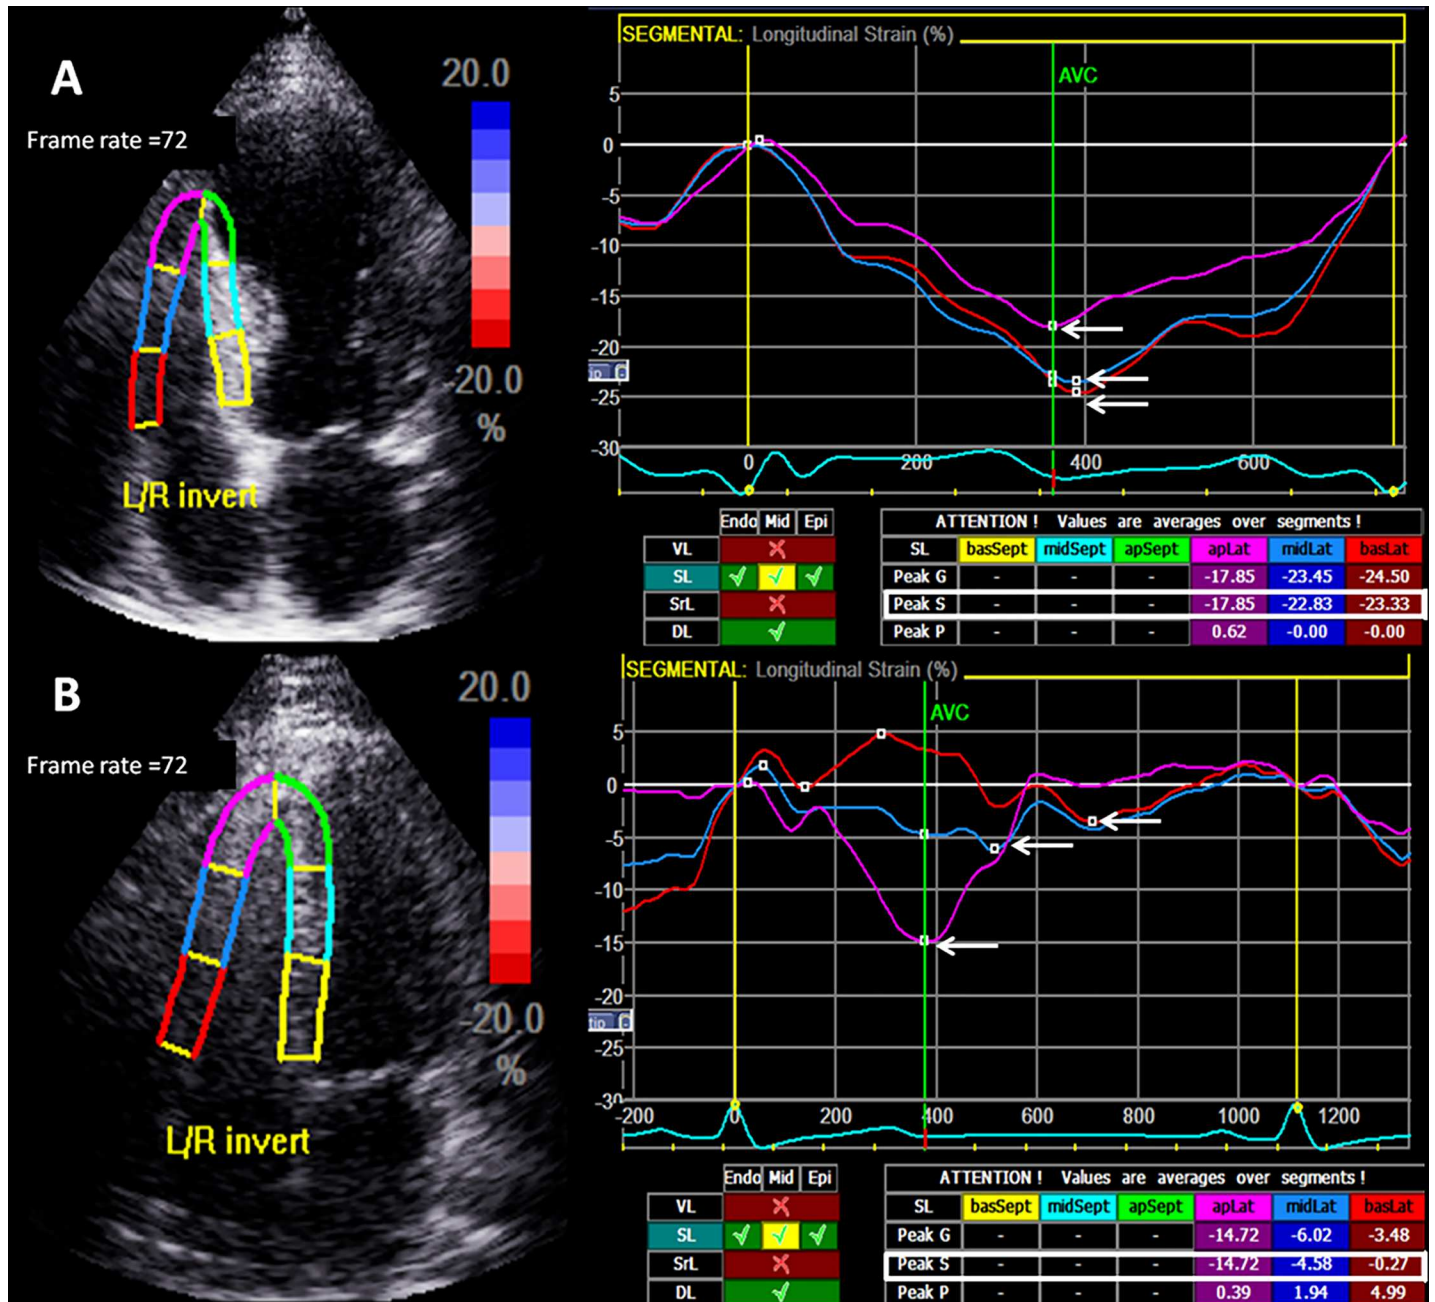 A
Frame rate =72
20.0
-20.0
%
L/R invert
SEGMENTAL: Longitudinal Strain (%)
AVC
5
0
-5
-10
-15
-20
-25
-30
0 200 400 600
Endo Mid Epi
VL
SL
SrL
DL
ATTENTION ! Values are averages over segments !
SL basSept midSept apSept apLat midLat basLat
Peak G - - - -17.85 -23.45 -24.50
Peak S - - - -17.85 -22.83 -23.33
Peak P - - - 0.62 -0.00 -0.00
B
Frame rate =72
20.0
-20.0
%
L/R invert
SEGMENTAL: Longitudinal Strain (%)
AVC
5
0
-5
-10
-15
-20
tip
-25
-30
-200 0 200 400 600 800 1000 1200
Endo Mid Epi
VL
SL
SrL
DL
ATTENTION ! Values are averages over segments !
SL basSept midSept apSept apLat midLat basLat
Peak G - - - -14.72 -6.02 -3.48
Peak S - - - -14.72 -4.58 -0.27
Peak P - - - 0.39 1.94 4.99